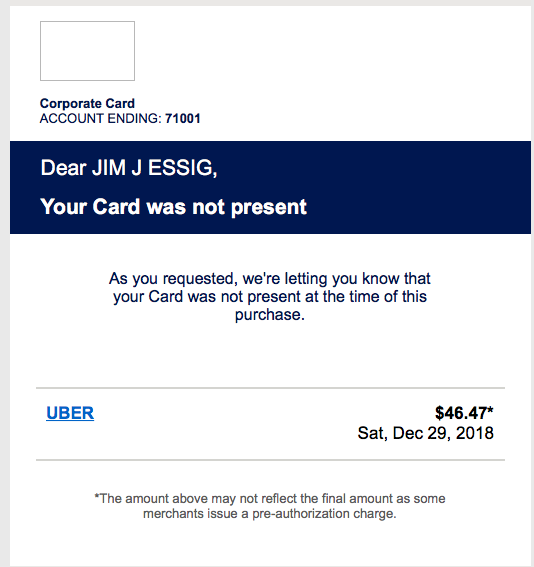 Corporate Card
ACCOUNT ENDING: 71001
Dear JIM J ESSIG,
Your Card was not present
As you requested, we're letting you know that
your Card was not present at the time of this
purchase.
UBER
$46.47*
Sat, Dec 29, 2018
*The amount above may not reflect the final amount as some
merchants issue a pre-authorization charge.